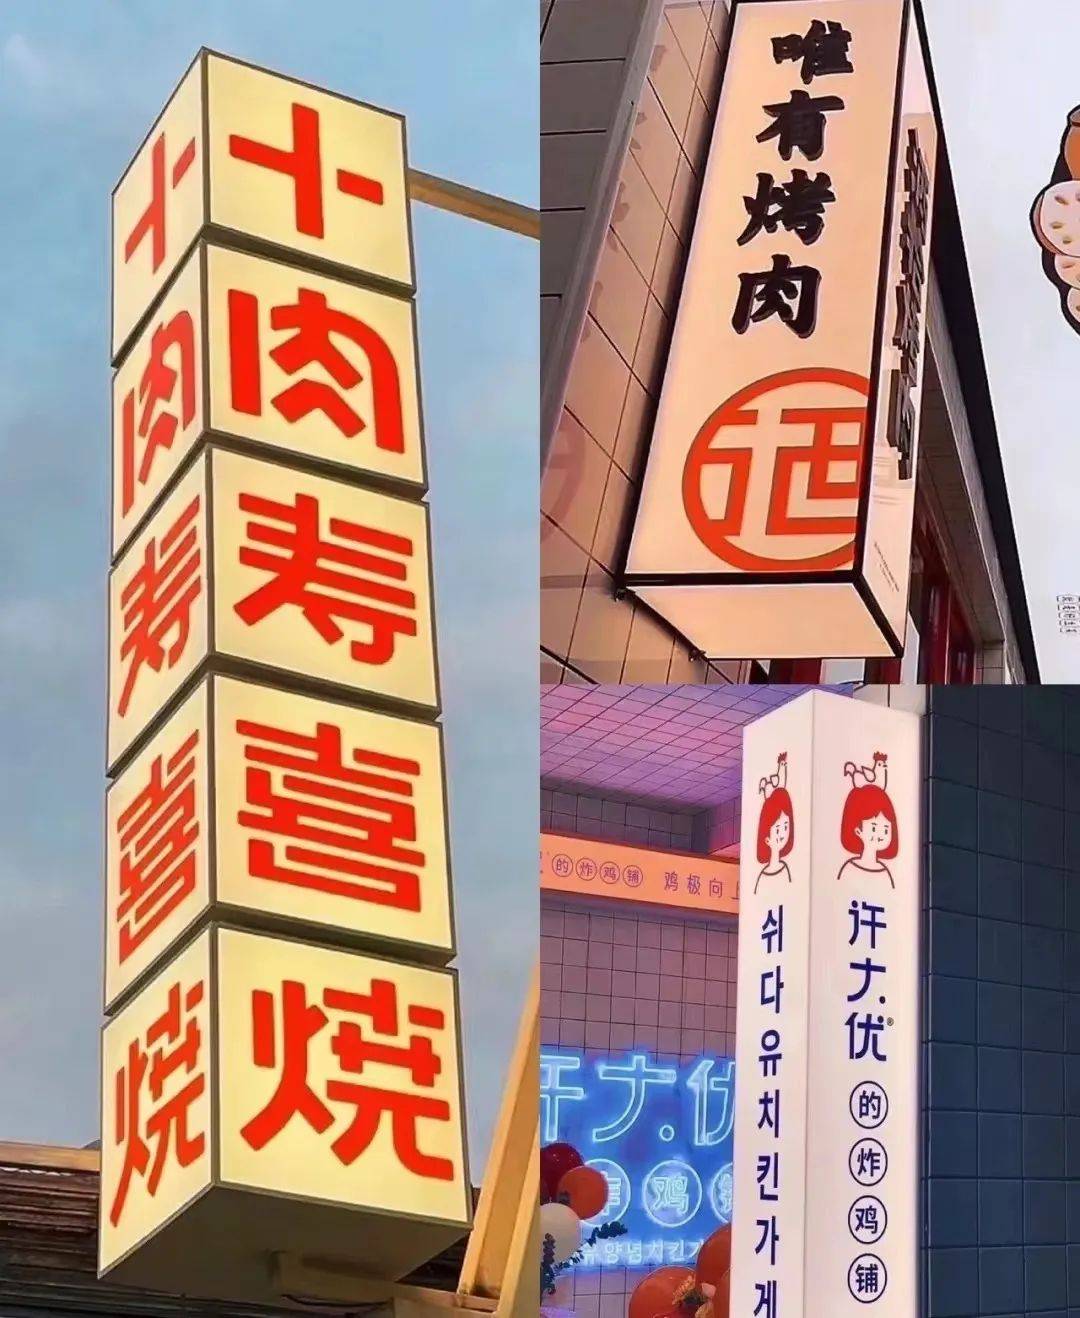 十肉寿喜烧
十肉寿喜烧
唯有烤肉
的炸鸡铺 鸡极向上
许大.优
炸鸡铺
쉬다유치킨가게
许大.优®的炸鸡铺